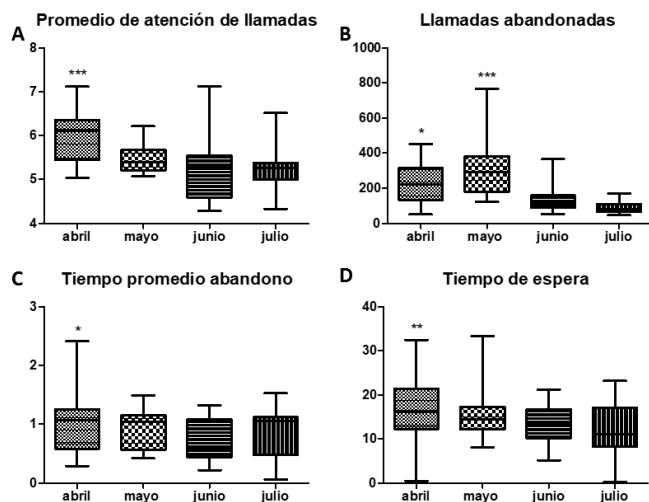 A
Promedio de atención de llamadas
8
7
6
5
4
***
abril
mayo
junio
julio
B
Llamadas abandonadas
1000
800
600
400
200
0
*
***
abril
mayo
junio
julio
C
Tiempo promedio abandono
3
2
1
0
*
abril
mayo
junio
julio
D
Tiempo de espera
40
30
20
10
0
**
abril
mayo
junio
julio